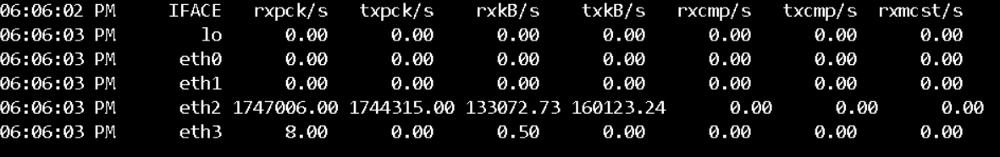 06:06:02 PM IFACE rxpck/s txpck/s rxkB/s txkB/s rxcmp/s txcmp/s rxmcst/s
06:06:03 PM lo 0.00 0.00 0.00 0.00 0.00 0.00 0.00
06:06:03 PM eth0 0.00 0.00 0.00 0.00 0.00 0.00 0.00
06:06:03 PM eth1 0.00 0.00 0.00 0.00 0.00 0.00 0.00
06:06:03 PM eth2 1747006.00 1744315.00 133072.73 160123.24 0.00 0.00 0.00
06:06:03 PM eth3 8.00 0.00 0.50 0.00 0.00 0.00 0.00